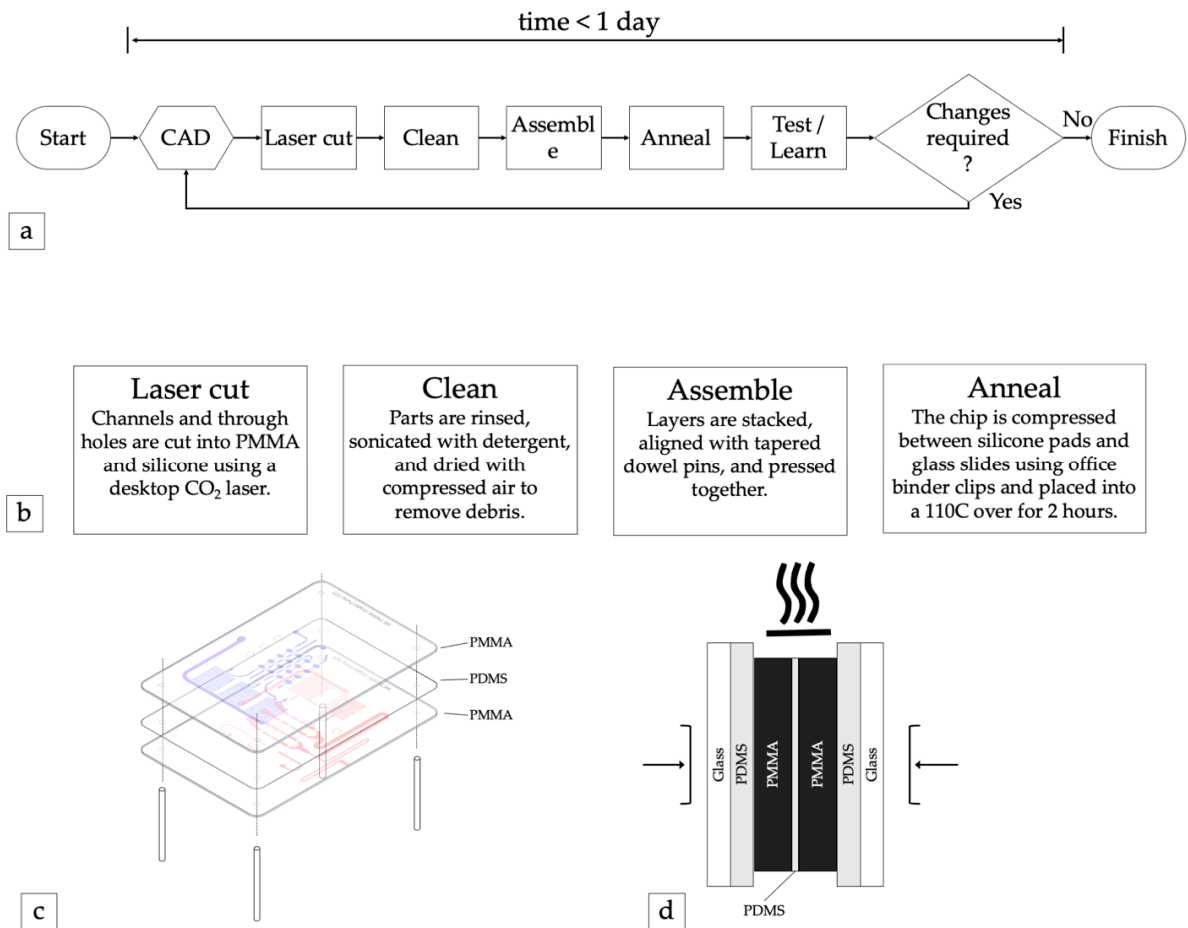 time < 1 day
Start
CAD
Laser cut
Clean
Assembl
e
Anneal
Test /
Learn
Changes
required
?
No
Finish
Yes
a
Laser cut
Channels and through
holes are cut into PMMA
and silicone using a
desktop CO₂ laser.
Clean
Parts are rinsed,
sonicated with detergent,
and dried with
compressed air to
remove debris.
Assemble
Layers are stacked,
aligned with tapered
dowel pins, and pressed
together.
Anneal
The chip is compressed
between silicone pads and
glass slides using office
binder clips and placed into
a 110C over for 2 hours.
b
PMMA
PDMS
PMMA
c
Glass
PDMS
PMMA
PMMA
PDMS
Glass
PDMS
d